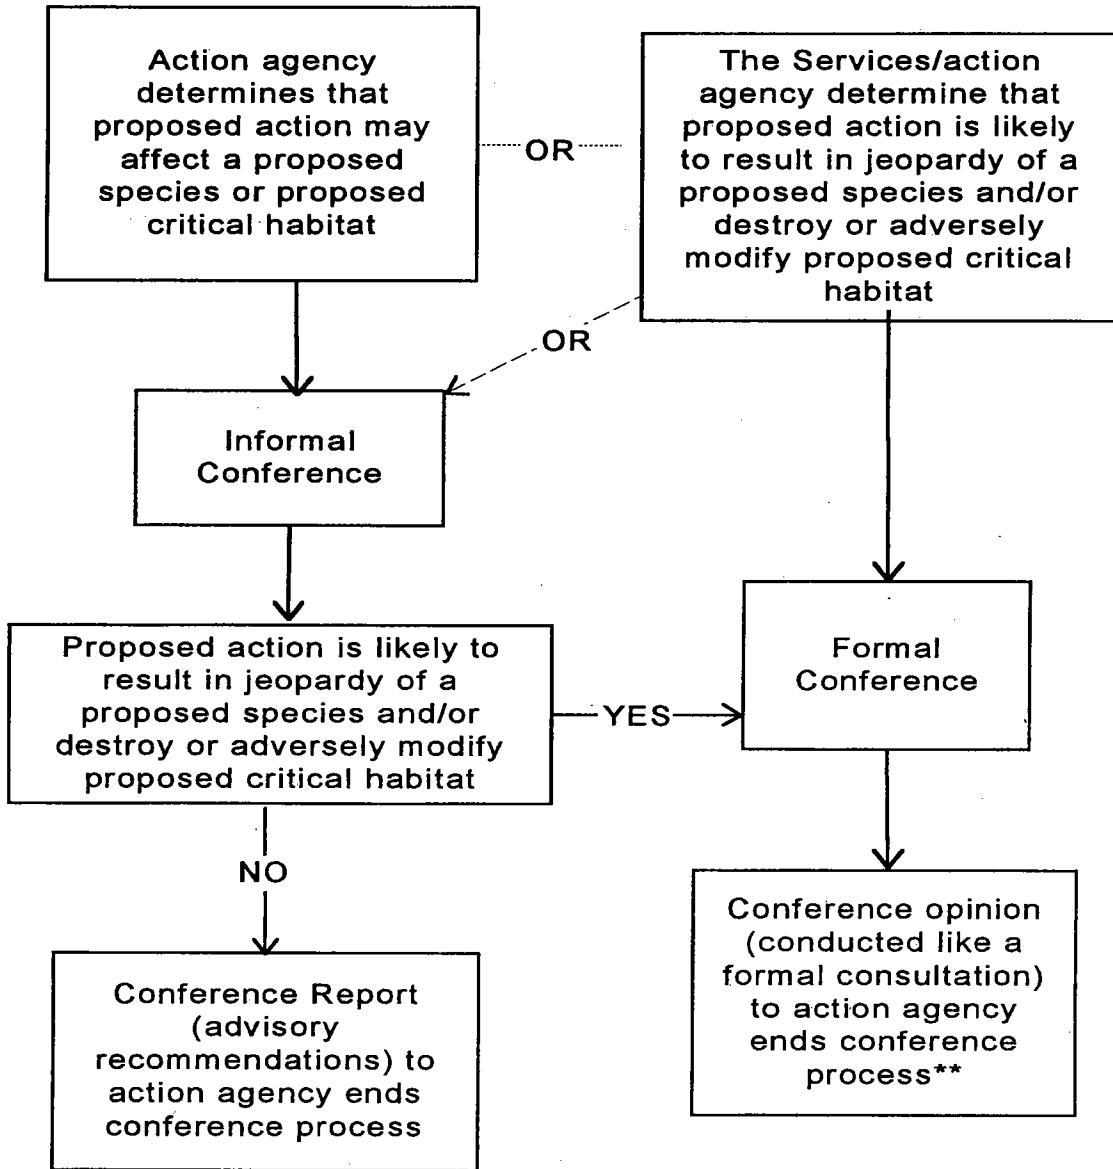 Action agency
determines that
proposed action may
affect a proposed
species or proposed
critical habitat
OR
The Services/action
agency determine that
proposed action is likely
to result in jeopardy of a
proposed species and/or
destroy or adversely
modify proposed critical
habitat
OR
Informal
Conference
Proposed action is likely to
result in jeopardy of a
proposed species and/or
destroy or adversely modify
proposed critical habitat
YES
Formal
Conference
NO
Conference Report
(advisory
recommendations) to
action agency ends
conference process
Conference opinion
(conducted like a
formal consultation)
to action agency
ends conference
process**